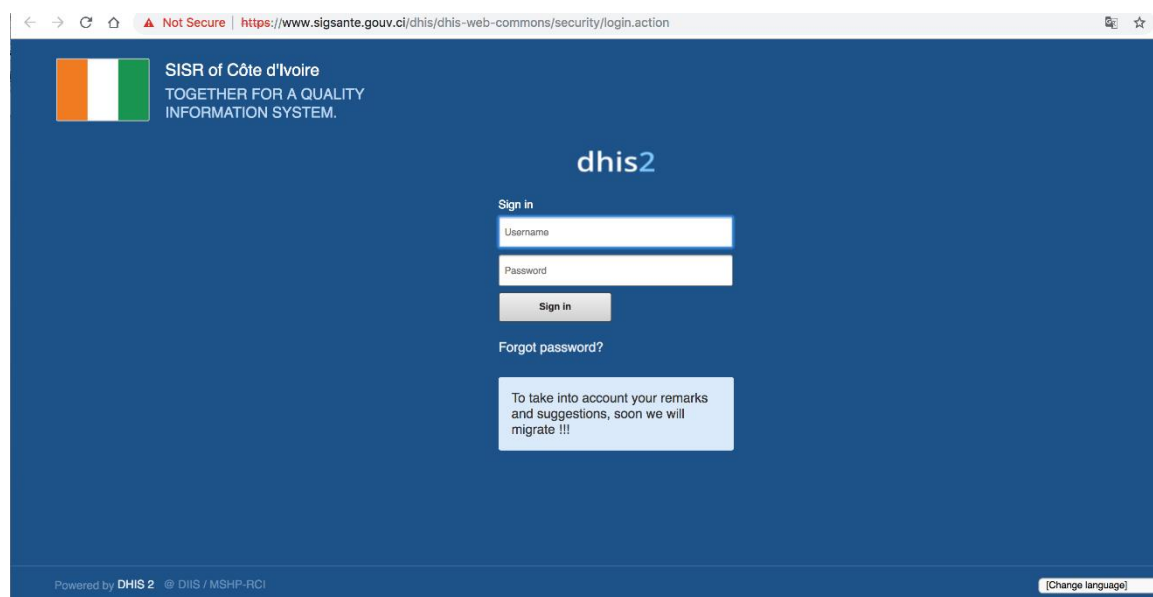 Not Secure https://www.sigsante.gouv.ci/dhis/dhis-web-commons/security/login.action
SISR of Côte d'Ivoire
TOGETHER FOR A QUALITY
INFORMATION SYSTEM.
dhis2
Sign in
Username
Password
Sign in
Forgot password?
To take into account your remarks
and suggestions, soon we will
migrate !!!
Powered by DHIS 2 @ DIIS / MSHP-RCI
[Change language]